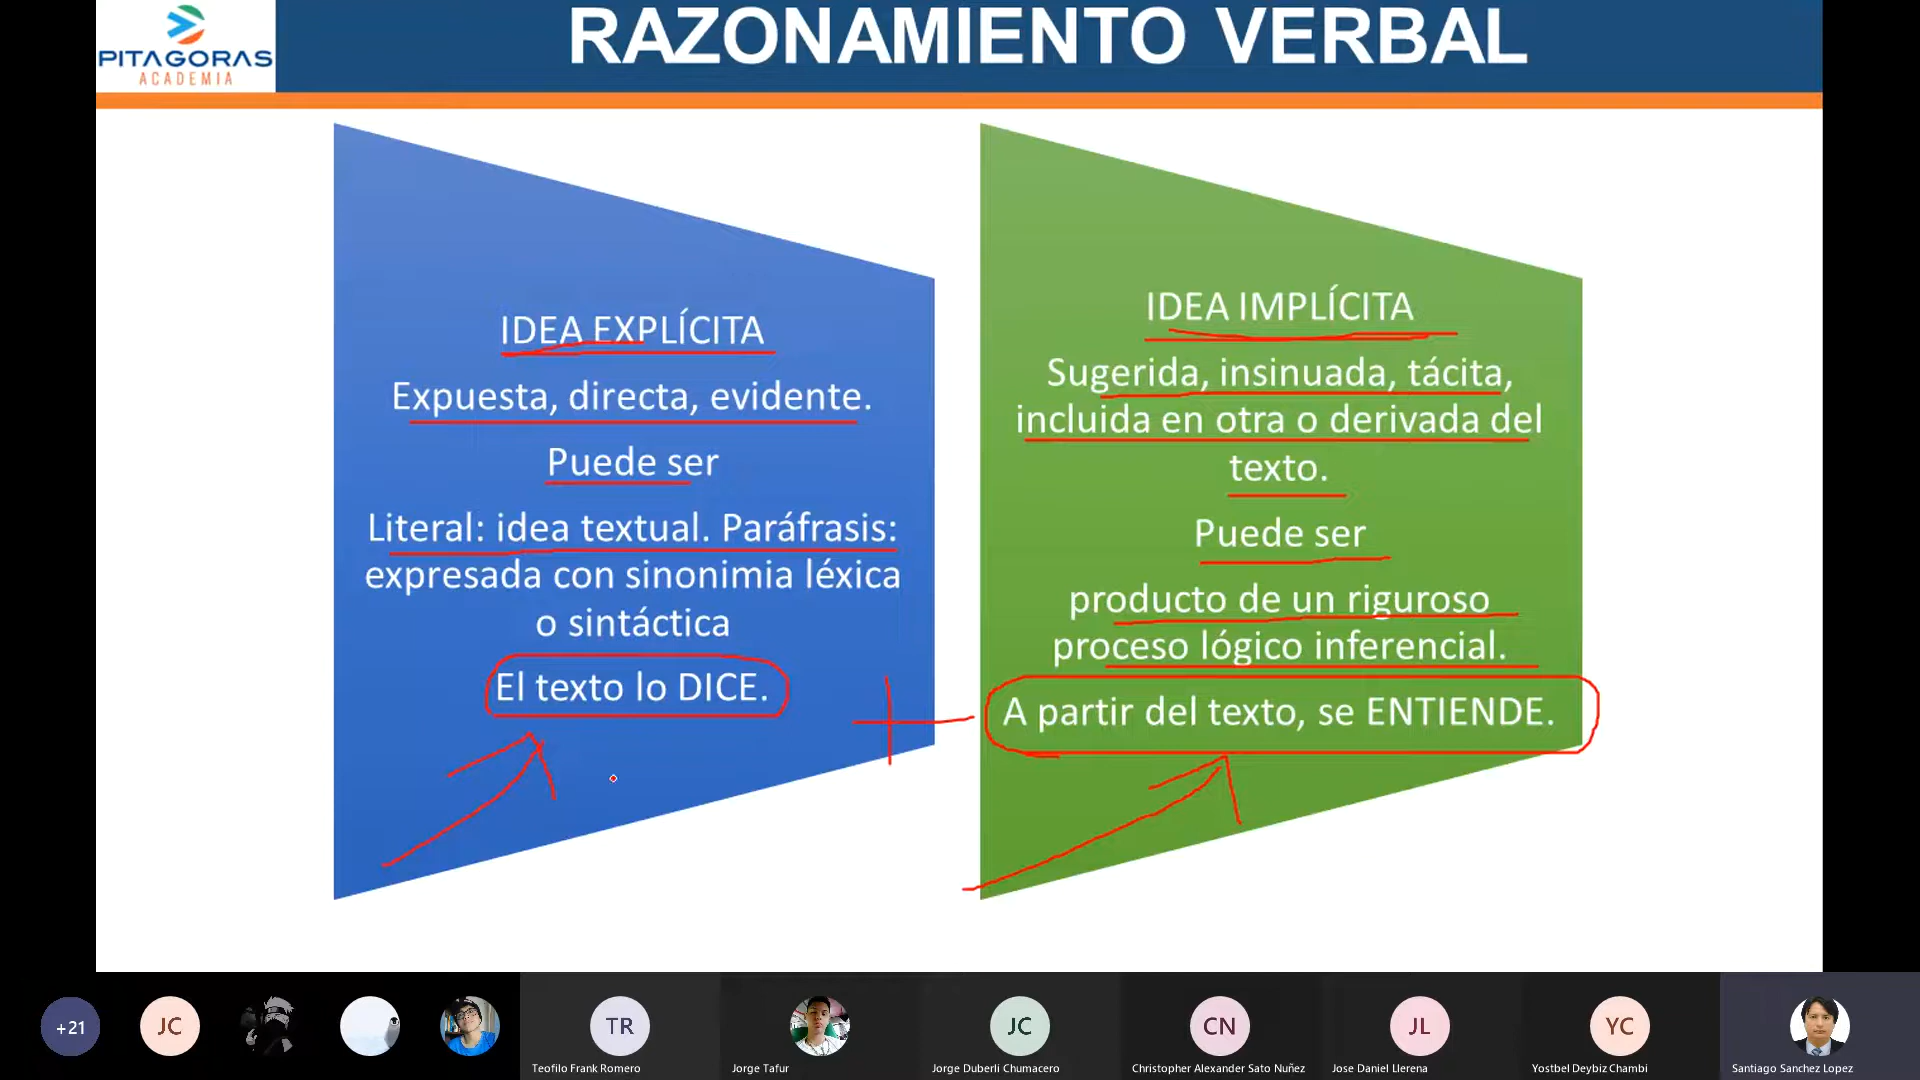 PITAGORAS
ACADEMIA
RAZONAMIENTO VERBAL
IDEA EXPLÍCITA
Expuesta, directa, evidente.
Puede ser
Literal: idea textual. Paráfrasis:
expresada con sinonimia léxica
o sintáctica
El texto lo DICE.
IDEA IMPLÍCITA
Sugerida, insinuada, tácita,
incluida en otra o derivada del
texto.
Puede ser
producto de un riguroso
proceso lógico inferencial.
A partir del texto, se ENTIENDE.
+21
JC
TR
JC
CN
JL
YC
Teofilo Frank Romero
Jorge Tafur
Jorge Duberli Chumacero
Christopher Alexander Sato Nuñez
Jose Daniel Llerena
Yostbel Deybiz Chambi
Santiago Sanchez Lopez